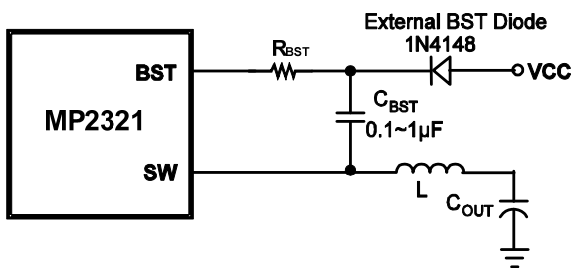 External BST Diode
1N4148
RBST
BST
VCC
CBST
0.1~1µF
MP2321
SW
L
COUT